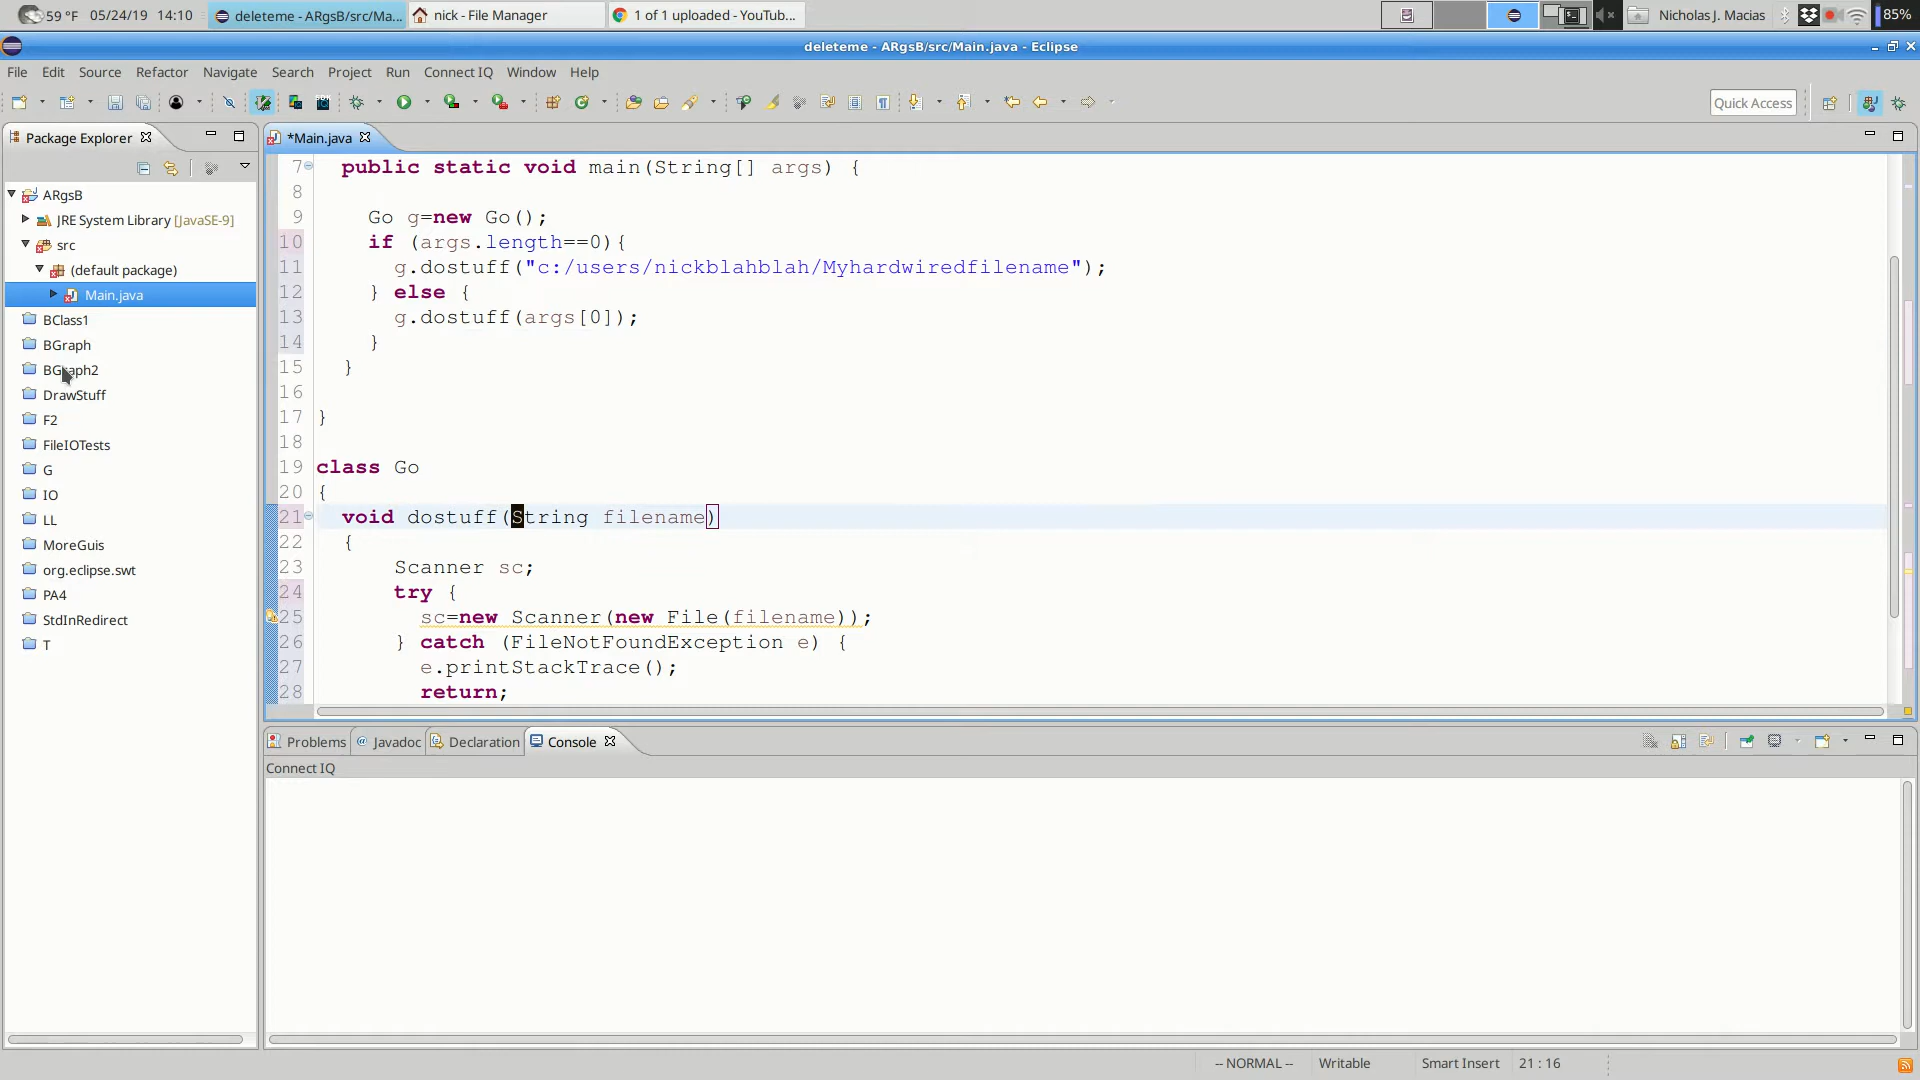 59 °F 05/24/19 14:10 deleteme - ARgsB/src/Ma... nick - File Manager 1 of 1 uploaded - YouTub... Nicholas J. Macias 85%
deleteme - ARgsB/src/Main.java - Eclipse
File Edit Source Refactor Navigate Search Project Run Connect IQ Window Help
Quick Access
Package Explorer
ARgsB
JRE System Library [JavaSE-9]
src
(default package)
Main.java
BClass1
BGraph
BGraph2
DrawStuff
F2
FileIOTests
G
IO
LL
MoreGuis
org.eclipse.swt
PA4
StdInRedirect
T
*Main.java
7 public static void main(String[] args) {
8
9 Go g=new Go();
10 if (args.length==0){
11 g.dostuff("c:/users/nickblahblah/Myhardwiredfilename");
12 } else {
13 g.dostuff(args[0]);
14 }
15 }
16
17 }
18
19 class Go
20 {
21 void dostuff(String filename)
22 {
23 Scanner sc;
24 try {
25 sc=new Scanner(new File(filename));
26 } catch (FileNotFoundException e) {
27 e.printStackTrace();
28 return;
Problems @ Javadoc Declaration Console
Connect IQ
-- NORMAL -- Writable Smart Insert 21 : 16